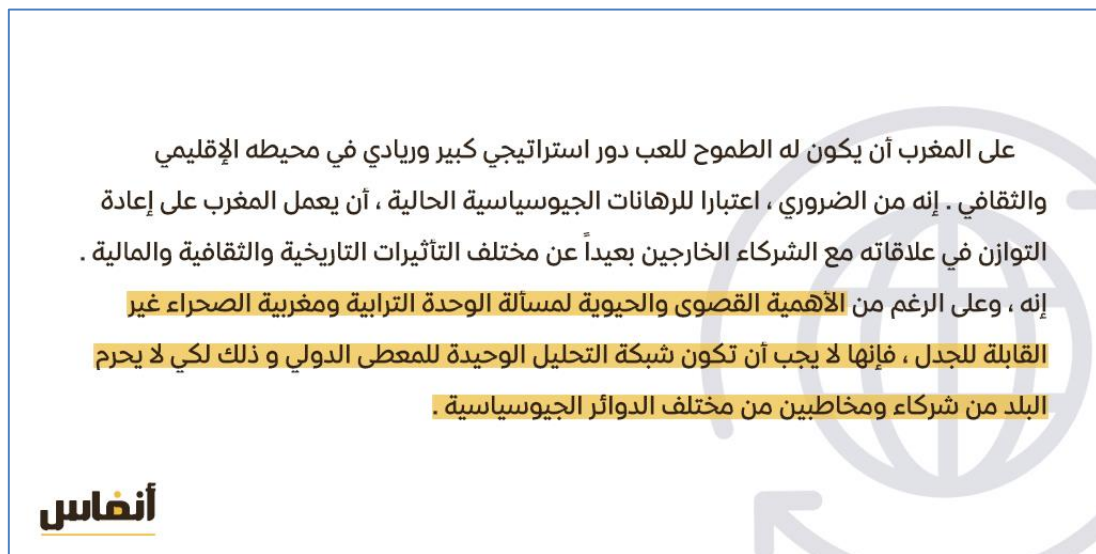 على المغرب أن يكون له الطموح للعب دور استراتيجي كبير وريادي في محيطه الإقليمي
والثقافي . إنه من الضروري ، اعتبارا للرهانات الجيوسياسية الحالية ، أن يعمل المغرب على إعادة
التوازن في علاقاته مع الشركاء الخارجين بعيداً عن مختلف التأثيرات التاريخية والثقافية والمالية .
إنه ، وعلى الرغم من الأهمية القصوى والحيوية لمسألة الوحدة الترابية ومغربية الصحراء غير
القابلة للجدل ، فإنها لا يجب أن تكون شبكة التحليل الوحيدة للمعطى الدولي و ذلك لكي لا يحرم
البلد من شركاء ومخاطبين من مختلف الدوائر الجيوسياسية .
أنفاس